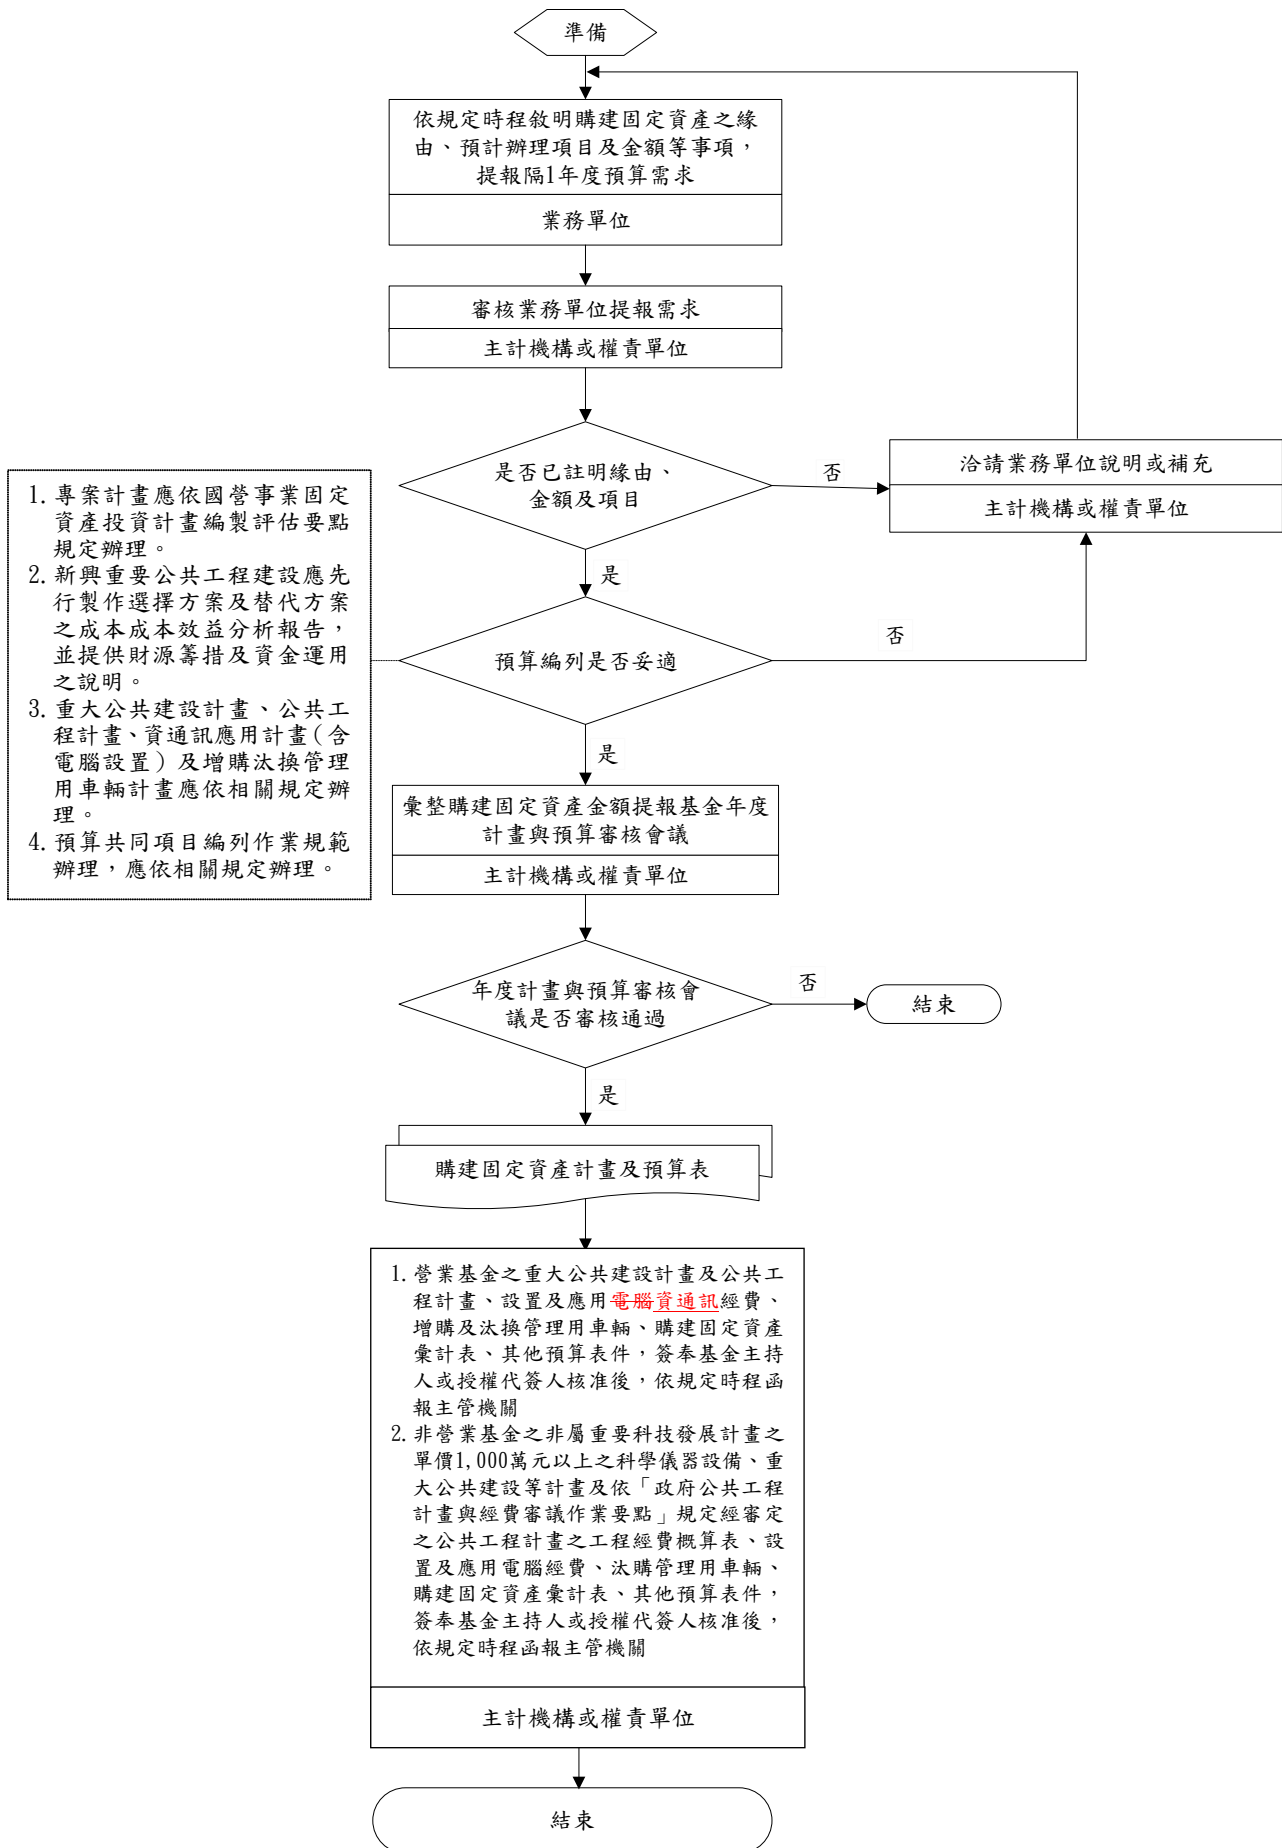 準備
依規定時程敘明購建固定資產之緣
由、預計辦理項目及金額等事項，
提報隔1年度預算需求
業務單位
審核業務單位提報需求
主計機構或權責單位
是否已註明緣由、
金額及項目
否
洽請業務單位說明或補充
主計機構或權責單位
是
1. 專案計畫應依國營事業固定
資產投資計畫編製評估要點
規定辦理。
2. 新興重要公共工程建設應先
行製作選擇方案及替代方案
之成本成本效益分析報告，
並提供財源籌措及資金運用
之說明。
3. 重大公共建設計畫、公共工
程計畫、資通訊應用計畫（含
電腦設置）及增購汰換管理
用車輛計畫應依相關規定辦
理。
4. 預算共同項目編列作業規範
辦理，應依相關規定辦理。
預算編列是否妥適
否
是
彙整購建固定資產金額提報基金年度
計畫與預算審核會議
主計機構或權責單位
年度計畫與預算審核會
議是否審核通過
否
結束
是
購建固定資產計畫及預算表
1. 營業基金之重大公共建設計畫及公共工
程計畫、設置及應用電腦資通訊經費、
增購及汰換管理用車輛、購建固定資產
彙計表、其他預算表件，簽奉基金主持
人或授權代簽人核准後，依規定時程函
報主管機關
2. 非營業基金之非屬重要科技發展計畫之
單價1,000萬元以上之科學儀器設備、重
大公共建設等計畫及依「政府公共工程
計畫與經費審議作業要點」規定經審定
之公共工程計畫之工程經費概算表、設
置及應用電腦經費、汰購管理用車輛、
購建固定資產彙計表、其他預算表件，
簽奉基金主持人或授權代簽人核准後，
依規定時程函報主管機關
主計機構或權責單位
結束